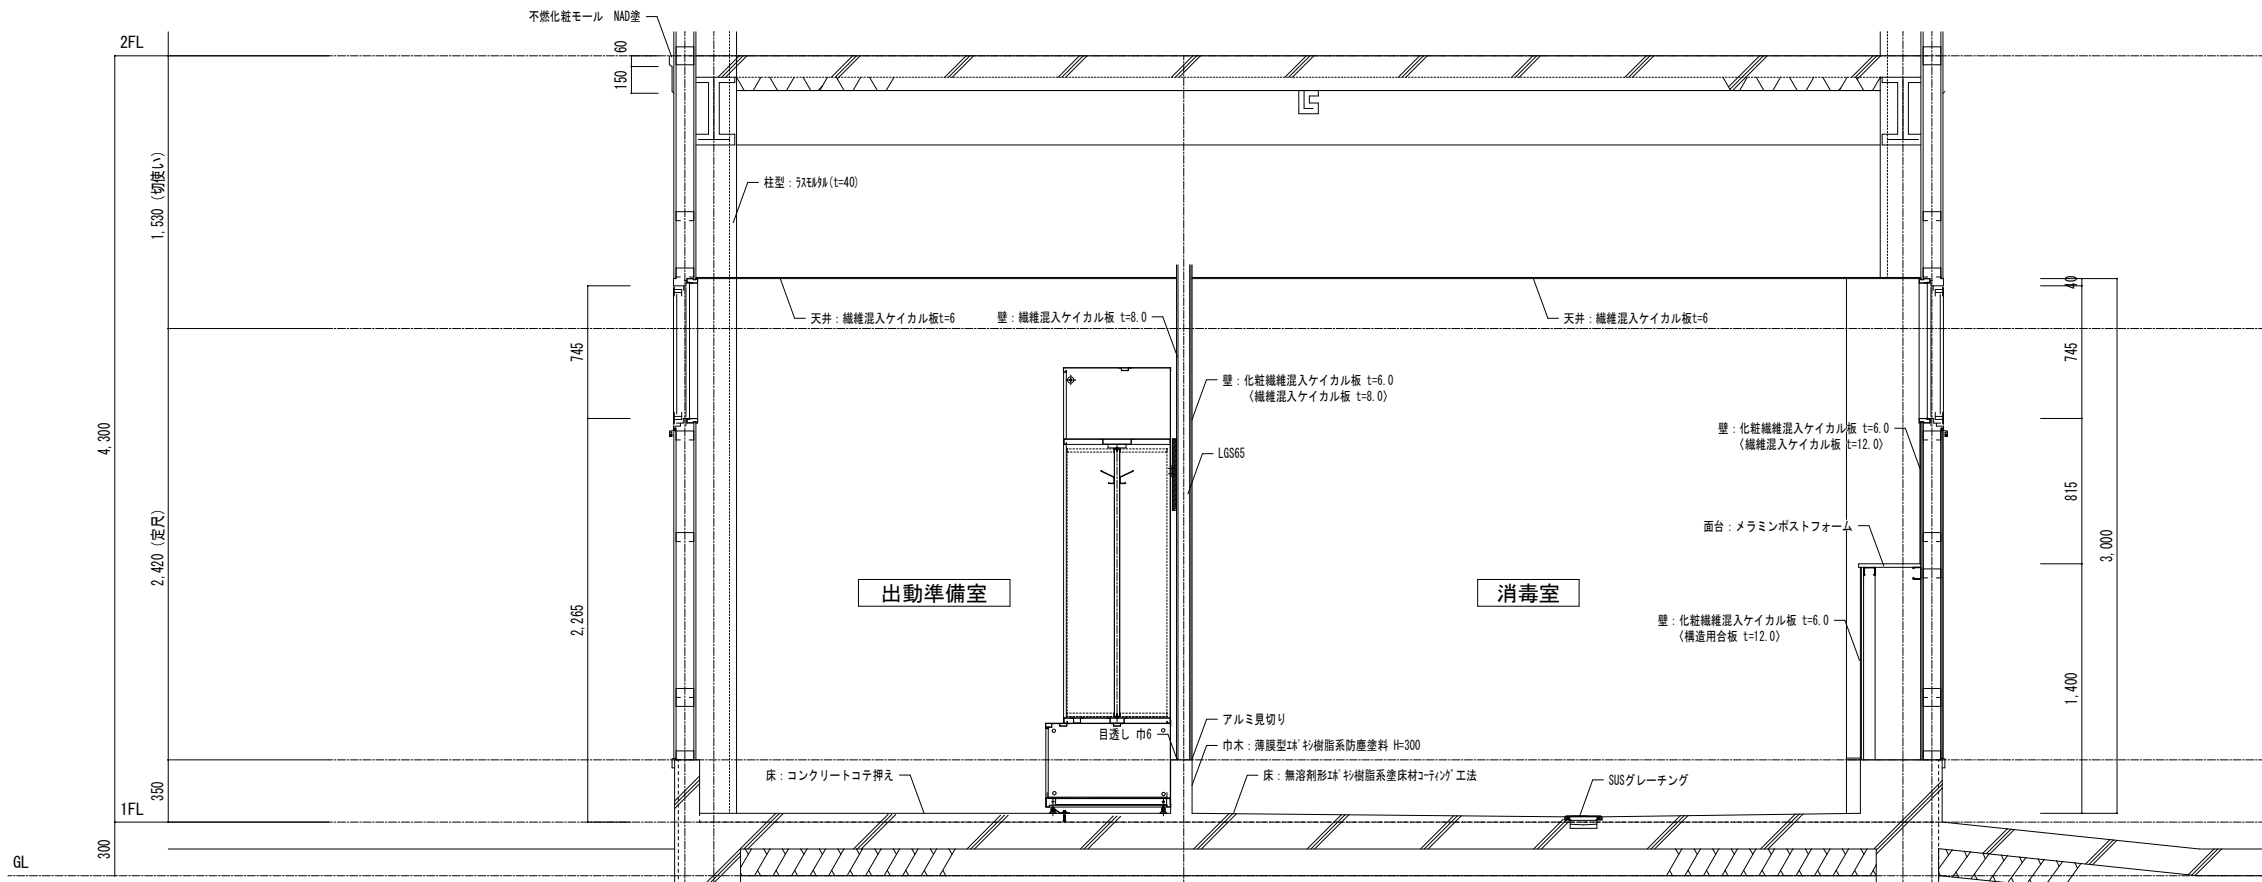 不燃化粧モール NAD塗
2FL
60
150
1,530 (切使い)
柱型：ﾗｽﾓﾙﾀﾙ(t=40)
天井：繊維混入ケイカル板t=6
壁：繊維混入ケイカル板 t=8.0
天井：繊維混入ケイカル板t=6
40
745
745
壁：化粧繊維混入ケイカル板 t=6.0
〈繊維混入ケイカル板 t=8.0〉
4,300
壁：化粧繊維混入ケイカル板 t=6.0
〈繊維混入ケイカル板 t=12.0〉
LGS65
815
2,420 (定尺)
面台：メラミンポストフォーム
3,000
出動準備室
消毒室
2,265
壁：化粧繊維混入ケイカル板 t=6.0
〈構造用合板 t=12.0〉
1,400
アルミ見切り
目透し 巾6
巾木：薄膜型ｴﾎﾟｷｼ樹脂系防塵塗料 H=300
床：コンクリートコテ押え
床：無溶剤形ｴﾎﾟｷｼ樹脂系塗床材ｺｰﾃｨﾝｸﾞ工法
SUSグレーチング
350
1FL
300
GL